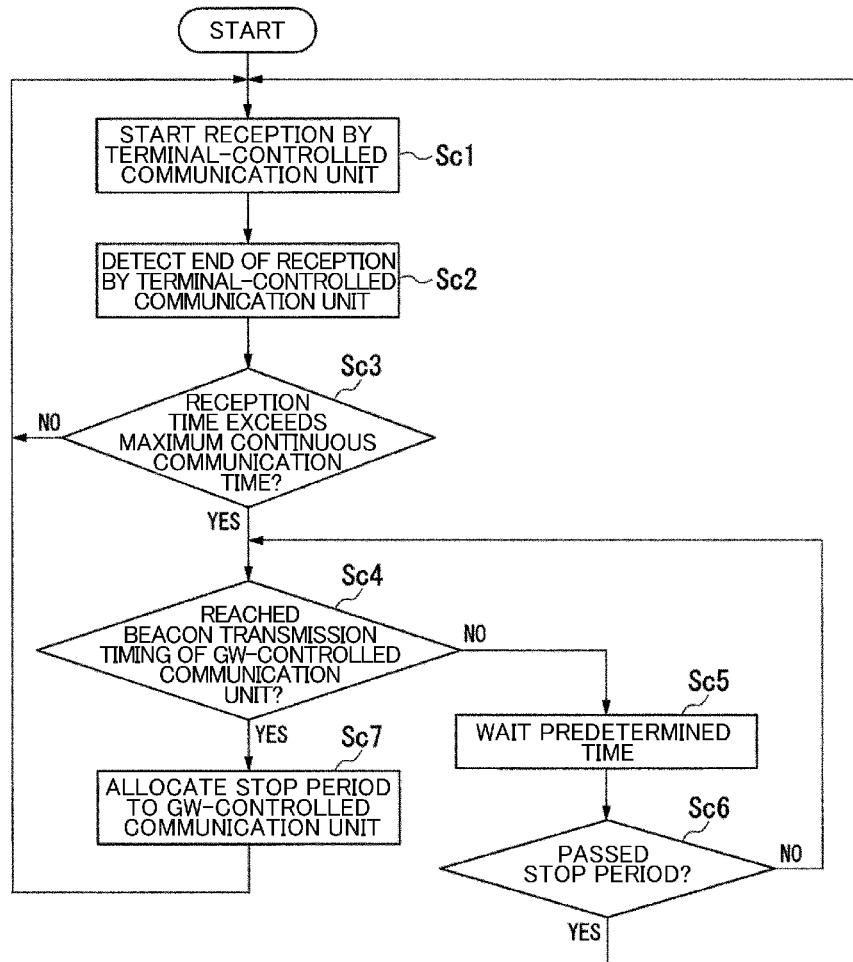 START
START RECEPTION BY
TERMINAL-CONTROLLED
COMMUNICATION UNIT
Sc1
DETECT END OF RECEPTION
BY TERMINAL-CONTROLLED
COMMUNICATION UNIT
Sc2
Sc3
RECEPTION
TIME EXCEEDS
MAXIMUM CONTINUOUS
COMMUNICATION
TIME?
NO
YES
Sc4
REACHED
BEACON TRANSMISSION
TIMING OF GW-CONTROLLED
COMMUNICATION
UNIT?
NO
YES
Sc5
WAIT PREDETERMINED
TIME
Sc7
ALLOCATE STOP PERIOD
TO GW-CONTROLLED
COMMUNICATION UNIT
Sc6
PASSED
STOP PERIOD?
NO
YES